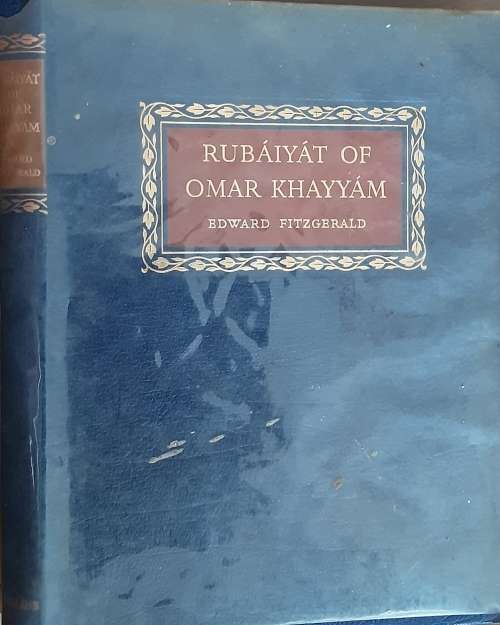 RUBÁIYÁT OF
OMAR KHAYYÁM
EDWARD FITZGERALD